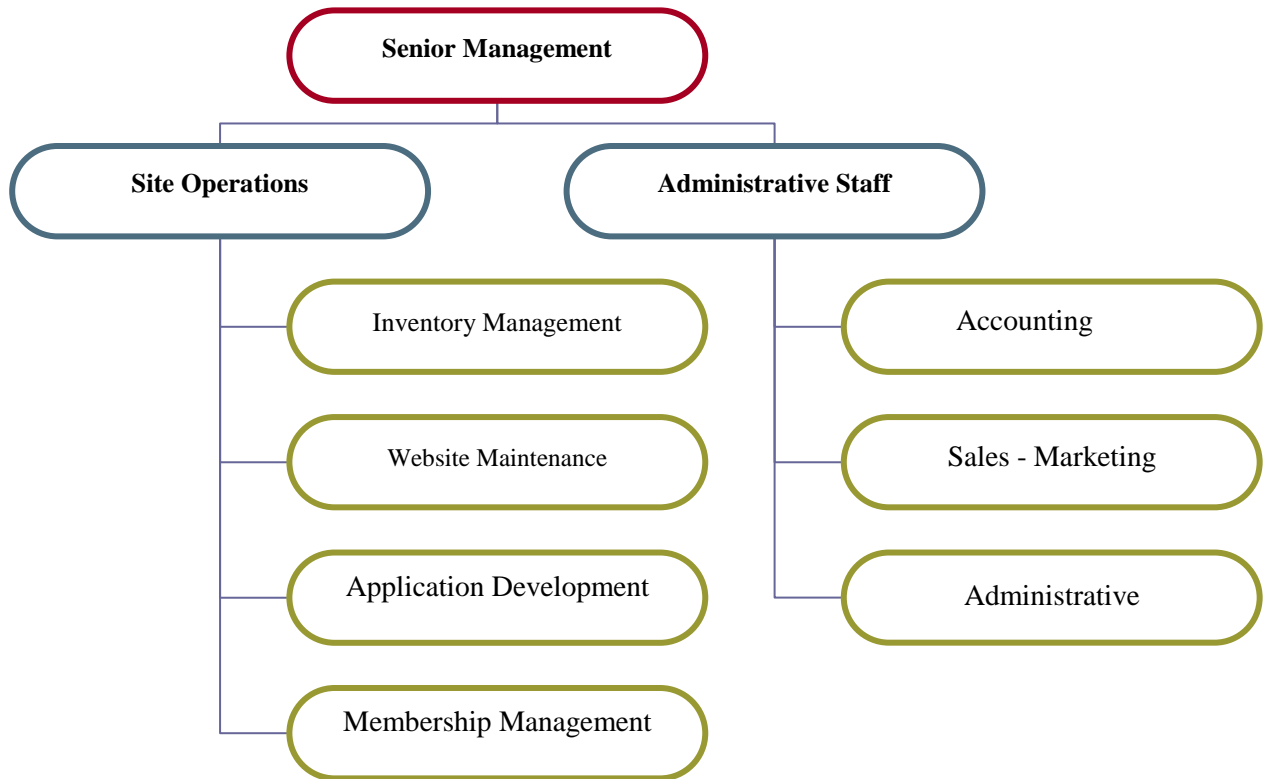 Senior Management
Site Operations
Administrative Staff
Inventory Management
Accounting
Website Maintenance
Sales - Marketing
Application Development
Administrative
Membership Management